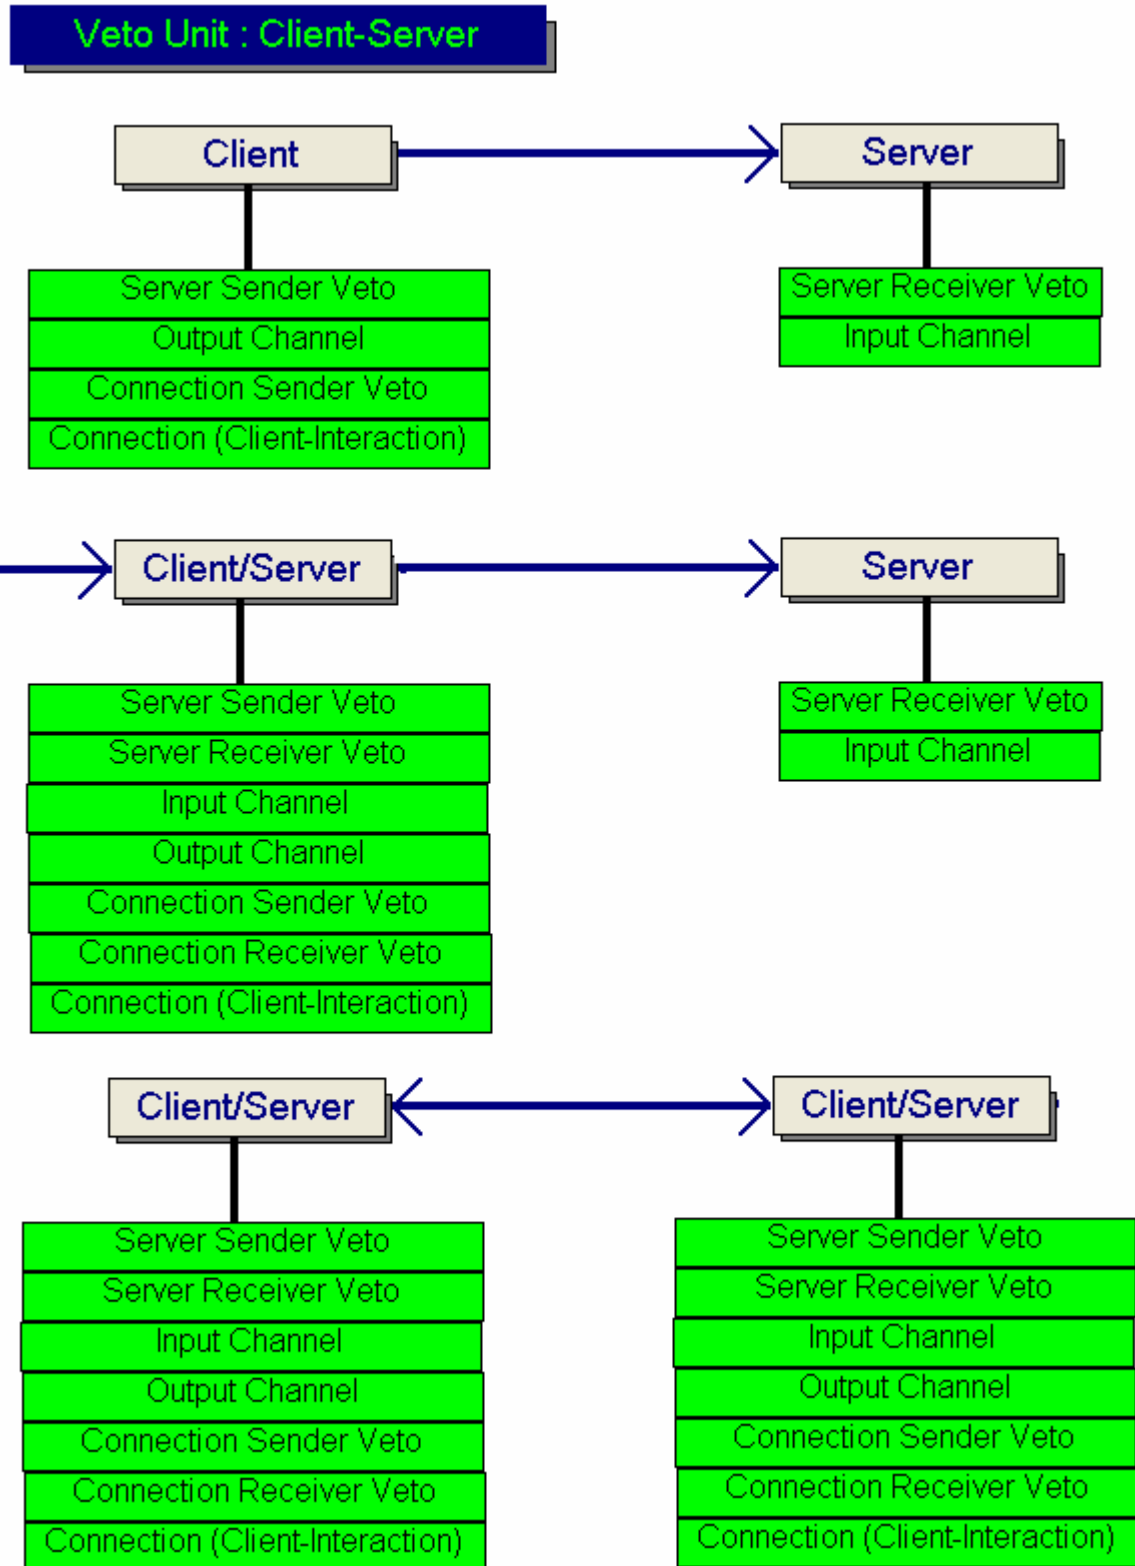 Veto Unit : Client-Server
Client
Server
Server Sender Veto
Output Channel
Connection Sender Veto
Connection (Client-Interaction)
Server Receiver Veto
Input Channel
Client/Server
Server
Server Sender Veto
Server Receiver Veto
Input Channel
Output Channel
Connection Sender Veto
Connection Receiver Veto
Connection (Client-Interaction)
Server Receiver Veto
Input Channel
Client/Server
Client/Server
Server Sender Veto
Server Receiver Veto
Input Channel
Output Channel
Connection Sender Veto
Connection Receiver Veto
Connection (Client-Interaction)
Server Sender Veto
Server Receiver Veto
Input Channel
Output Channel
Connection Sender Veto
Connection Receiver Veto
Connection (Client-Interaction)